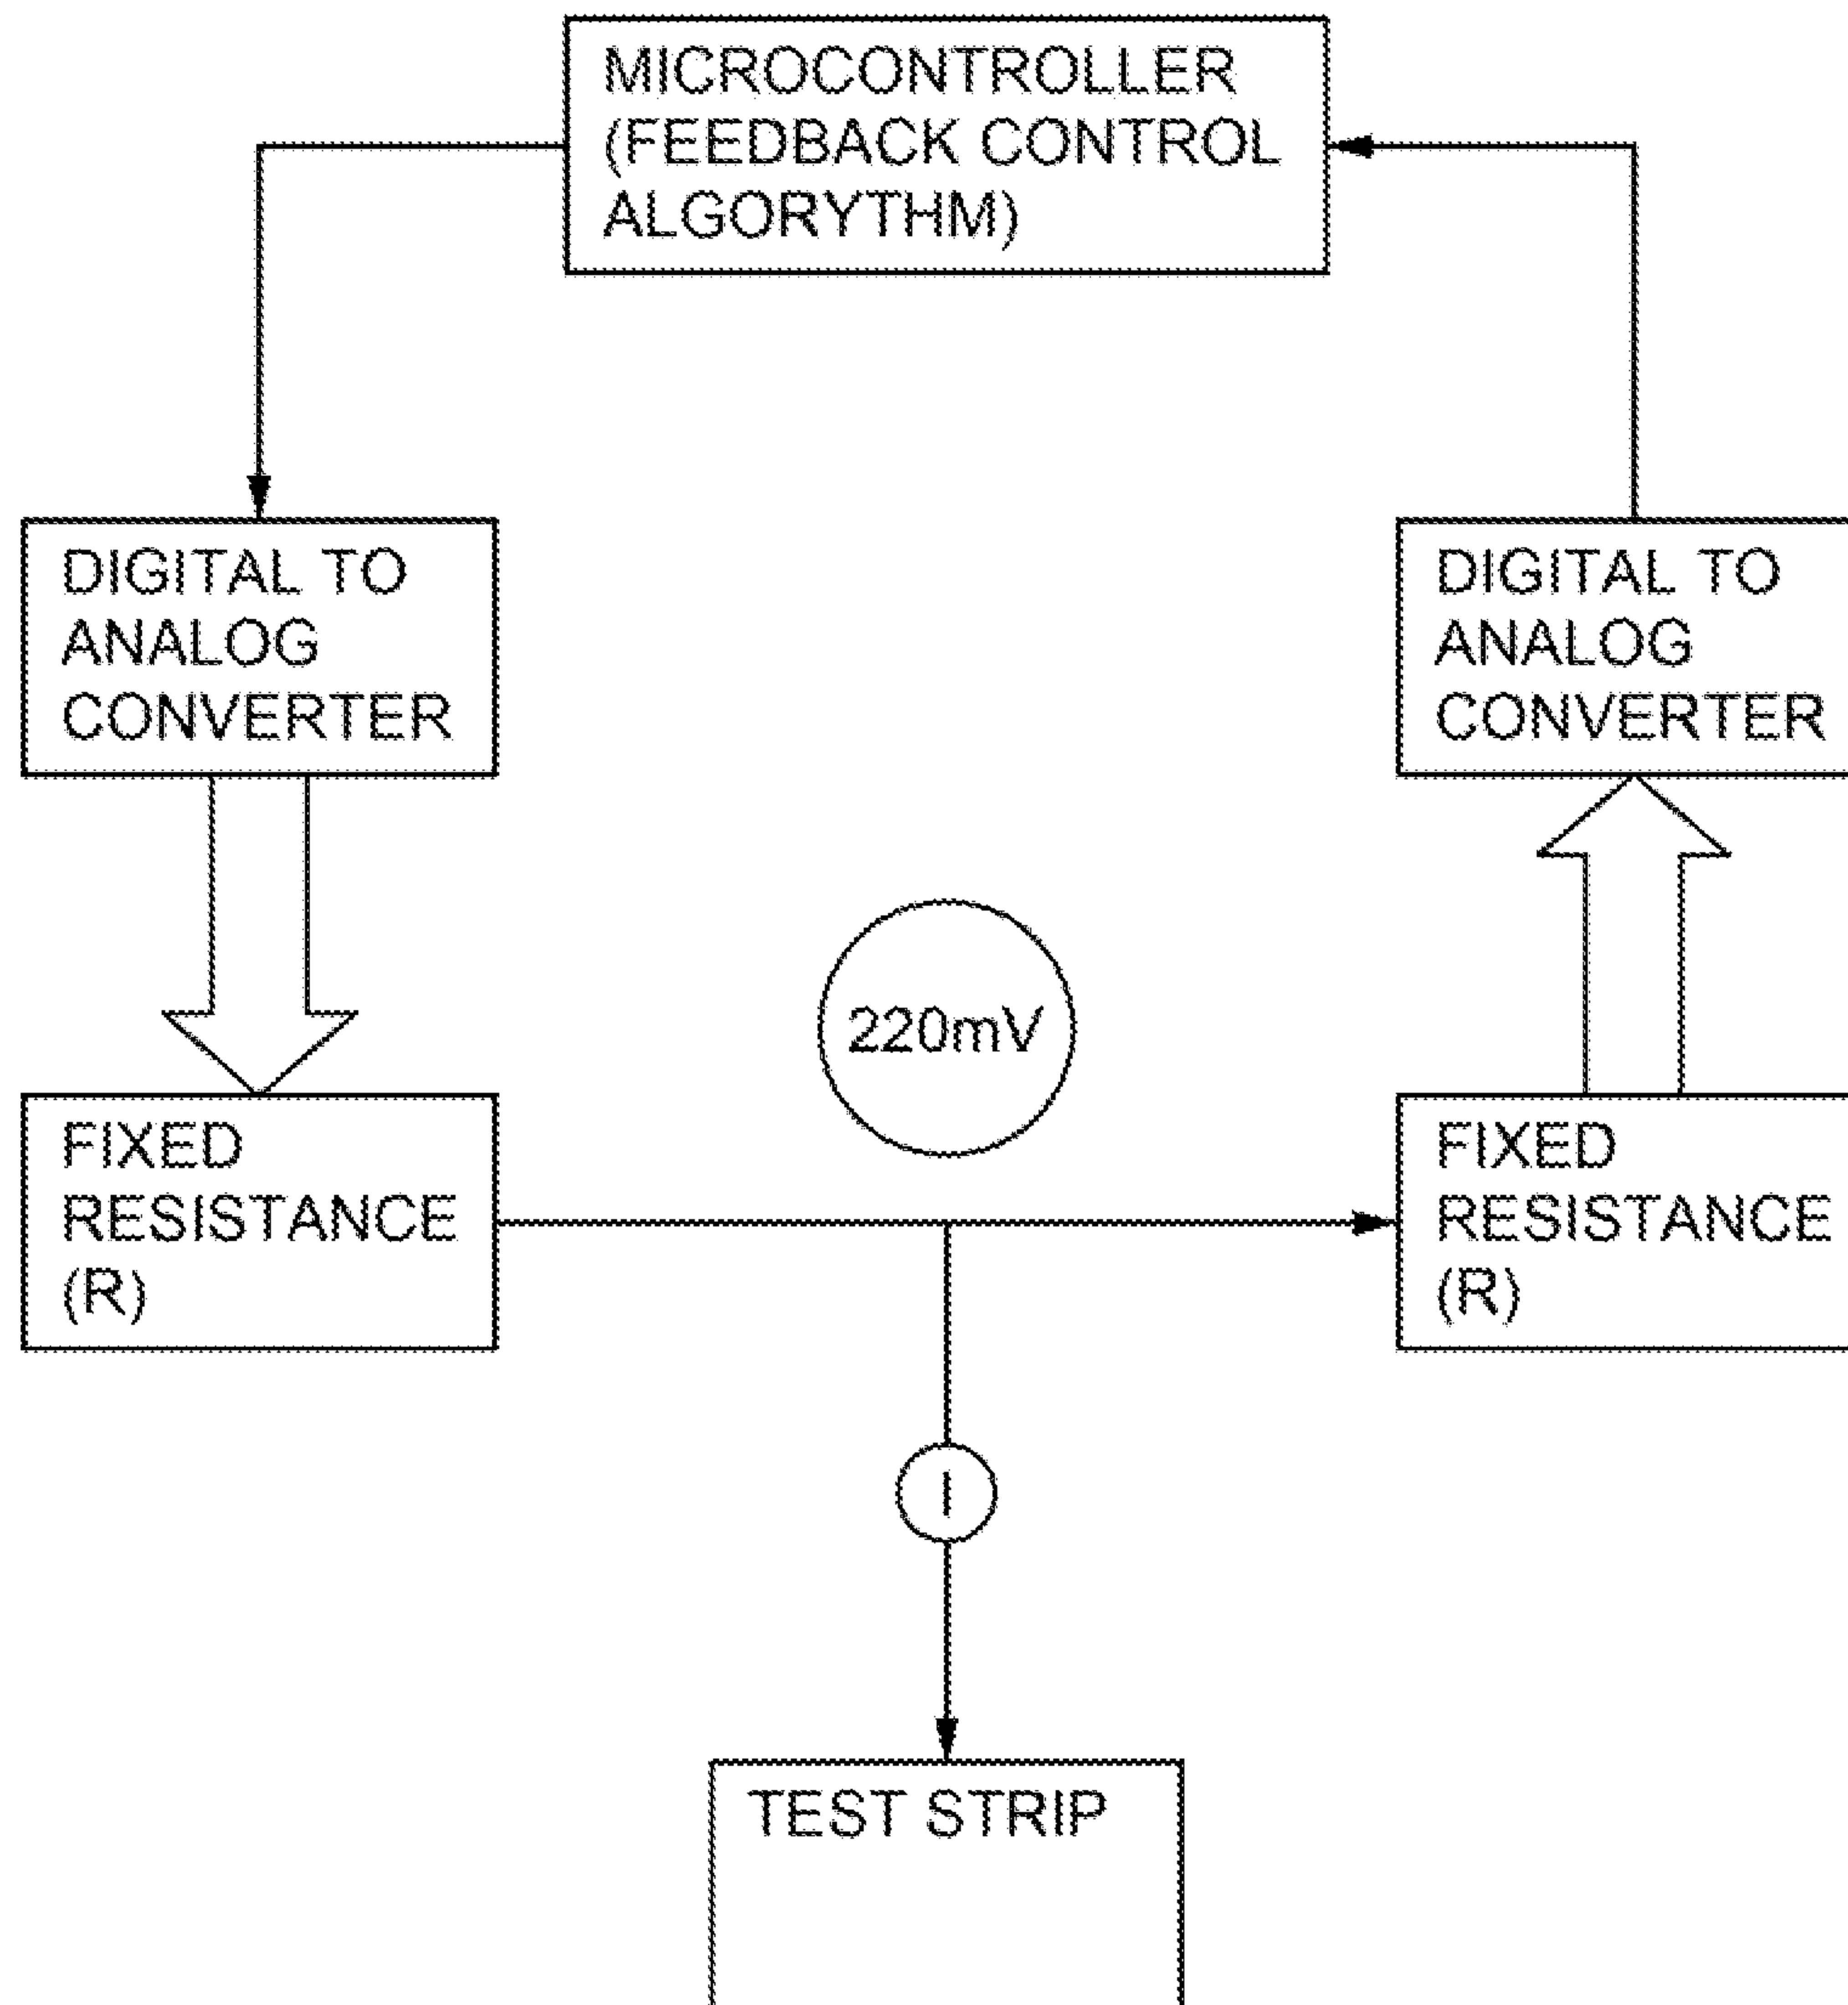 MICROCONTROLLER
(FEEDBACK CONTROL
ALGORYTHM)
DIGITAL TO
ANALOG
CONVERTER
DIGITAL TO
ANALOG
CONVERTER
220mV
FIXED
RESISTANCE
(R)
FIXED
RESISTANCE
(R)
I
TEST STRIP